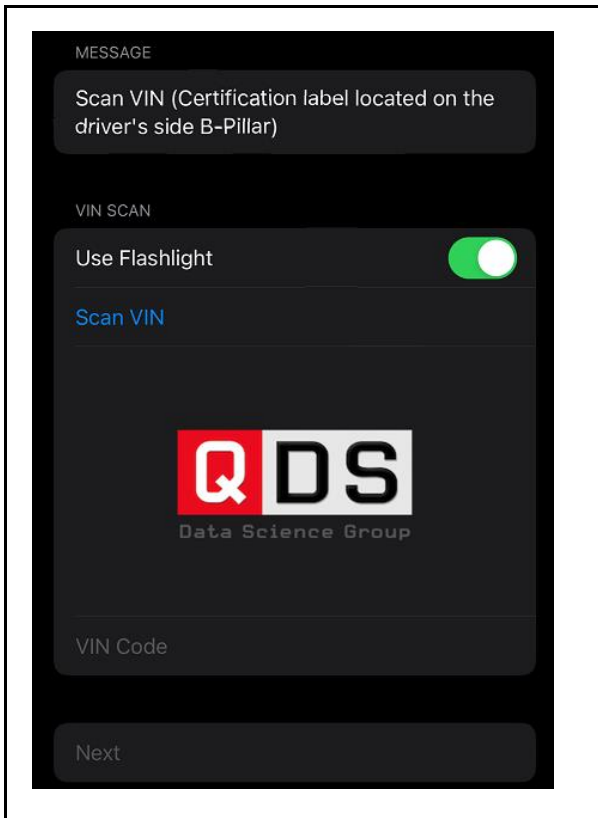 MESSAGE
Scan VIN (Certification label located on the
driver's side B-Pillar)
VIN SCAN
Use Flashlight
Scan VIN
QDS
Data Science Group
VIN Code
Next